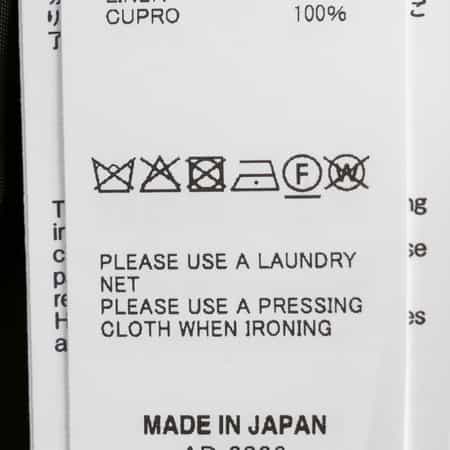 CUPRO 100%
F W
PLEASE USE A LAUNDRY
NET
PLEASE USE A PRESSING
CLOTH WHEN IRONING
MADE IN JAPAN